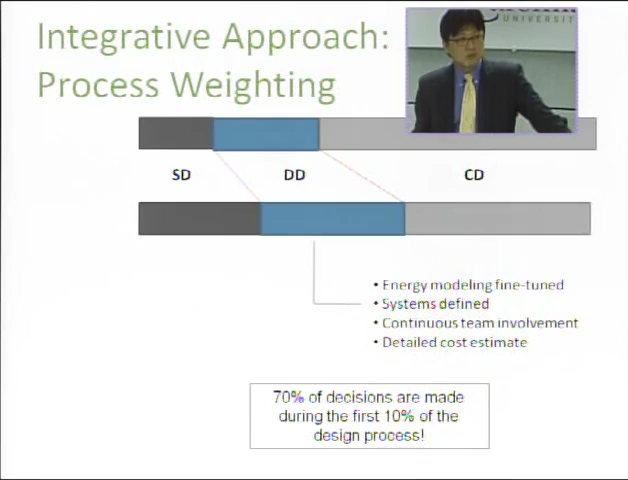 Integrative Approach:
Process Weighting
UNIVERSIT
SD DD CD
• Energy modeling fine-tuned
• Systems defined
• Continuous team involvement
• Detailed cost estimate
70% of decisions are made
during the first 10% of the
design process!